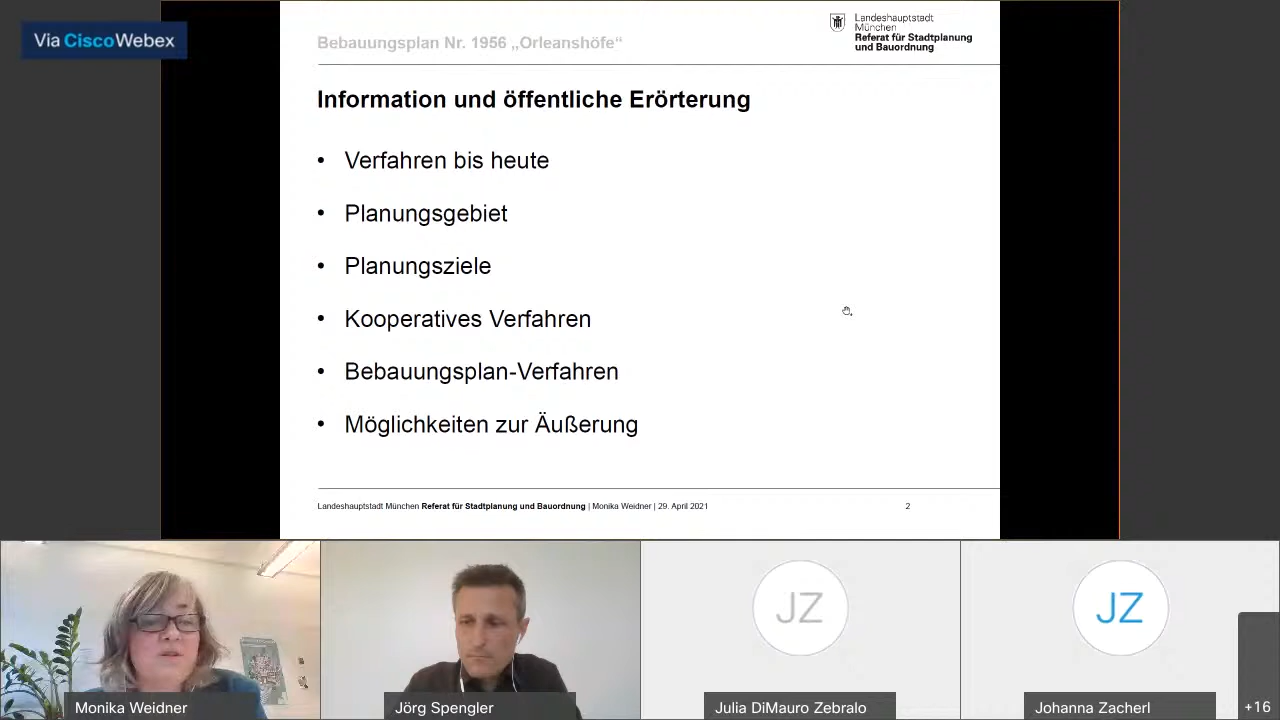 Via Cisco Webex
Bebauungsplan Nr. 1956 „Orleanshöfe“
Landeshauptstadt
München
Referat für Stadtplanung
und Bauordnung
Information und öffentliche Erörterung
• Verfahren bis heute
• Planungsgebiet
• Planungsziele
• Kooperatives Verfahren
• Bebauungsplan-Verfahren
• Möglichkeiten zur Äußerung
Landeshauptstadt München Referat für Stadtplanung und Bauordnung | Monika Weidner | 29. April 2021
2
JZ
JZ
Monika Weidner
Jörg Spengler
Julia DiMauro Zebralo
Johanna Zacherl
+16